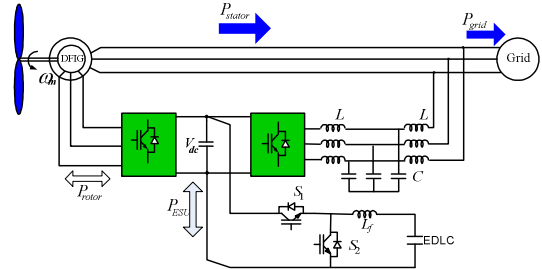 P_stator
P_grid
DFIG
Grid
ω_m
L
L
V_dc
P_rotor
C
P_ESU
S_1
L_f
S_2
EDLC